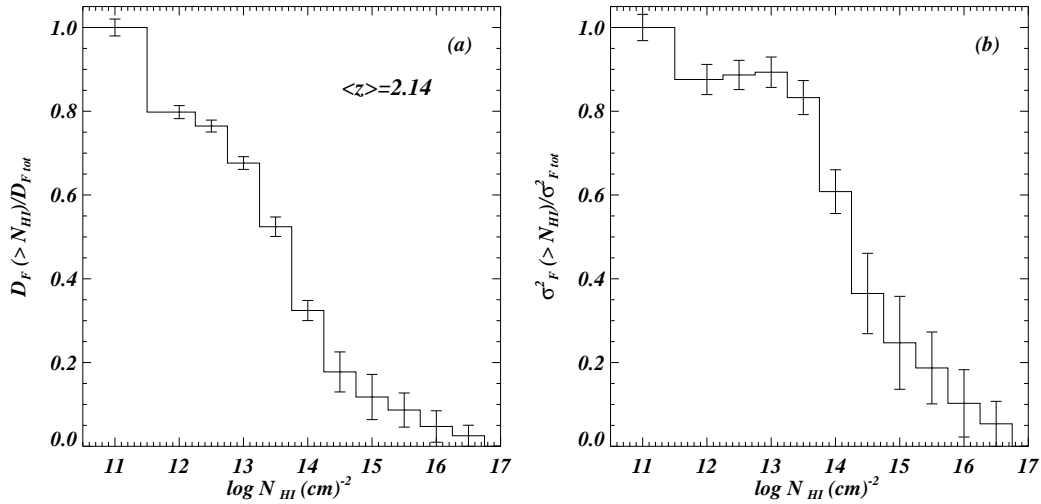 (a)
<z>=2.14
1.0
0.8
0.6
0.4
0.2
0.0
D_F (> N_HI)/D_F tot
11 12 13 14 15 16 17
log N_HI (cm)^-2
(b)
1.0
0.8
0.6
0.4
0.2
0.0
σ²_F (> N_HI)/σ²_F tot
11 12 13 14 15 16 17
log N_HI (cm)^-2